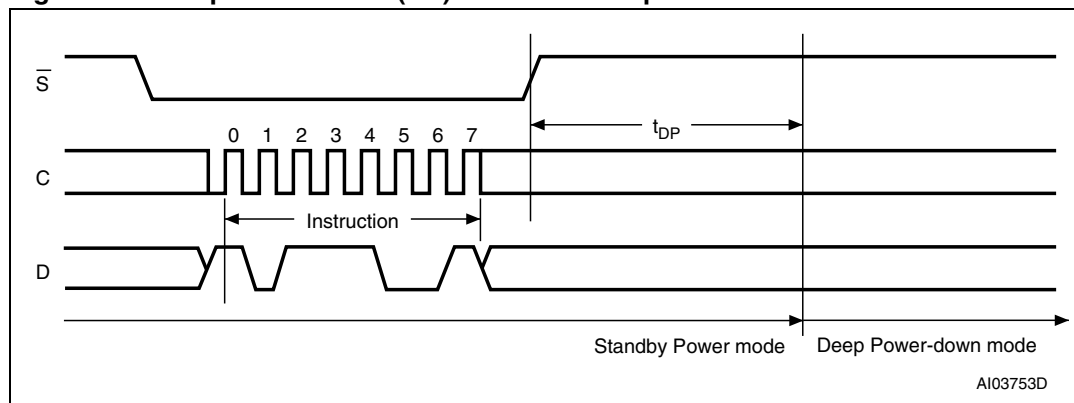 S
0 1 2 3 4 5 6 7
tDP
C
Instruction
D
Standby Power mode Deep Power-down mode
AI03753D